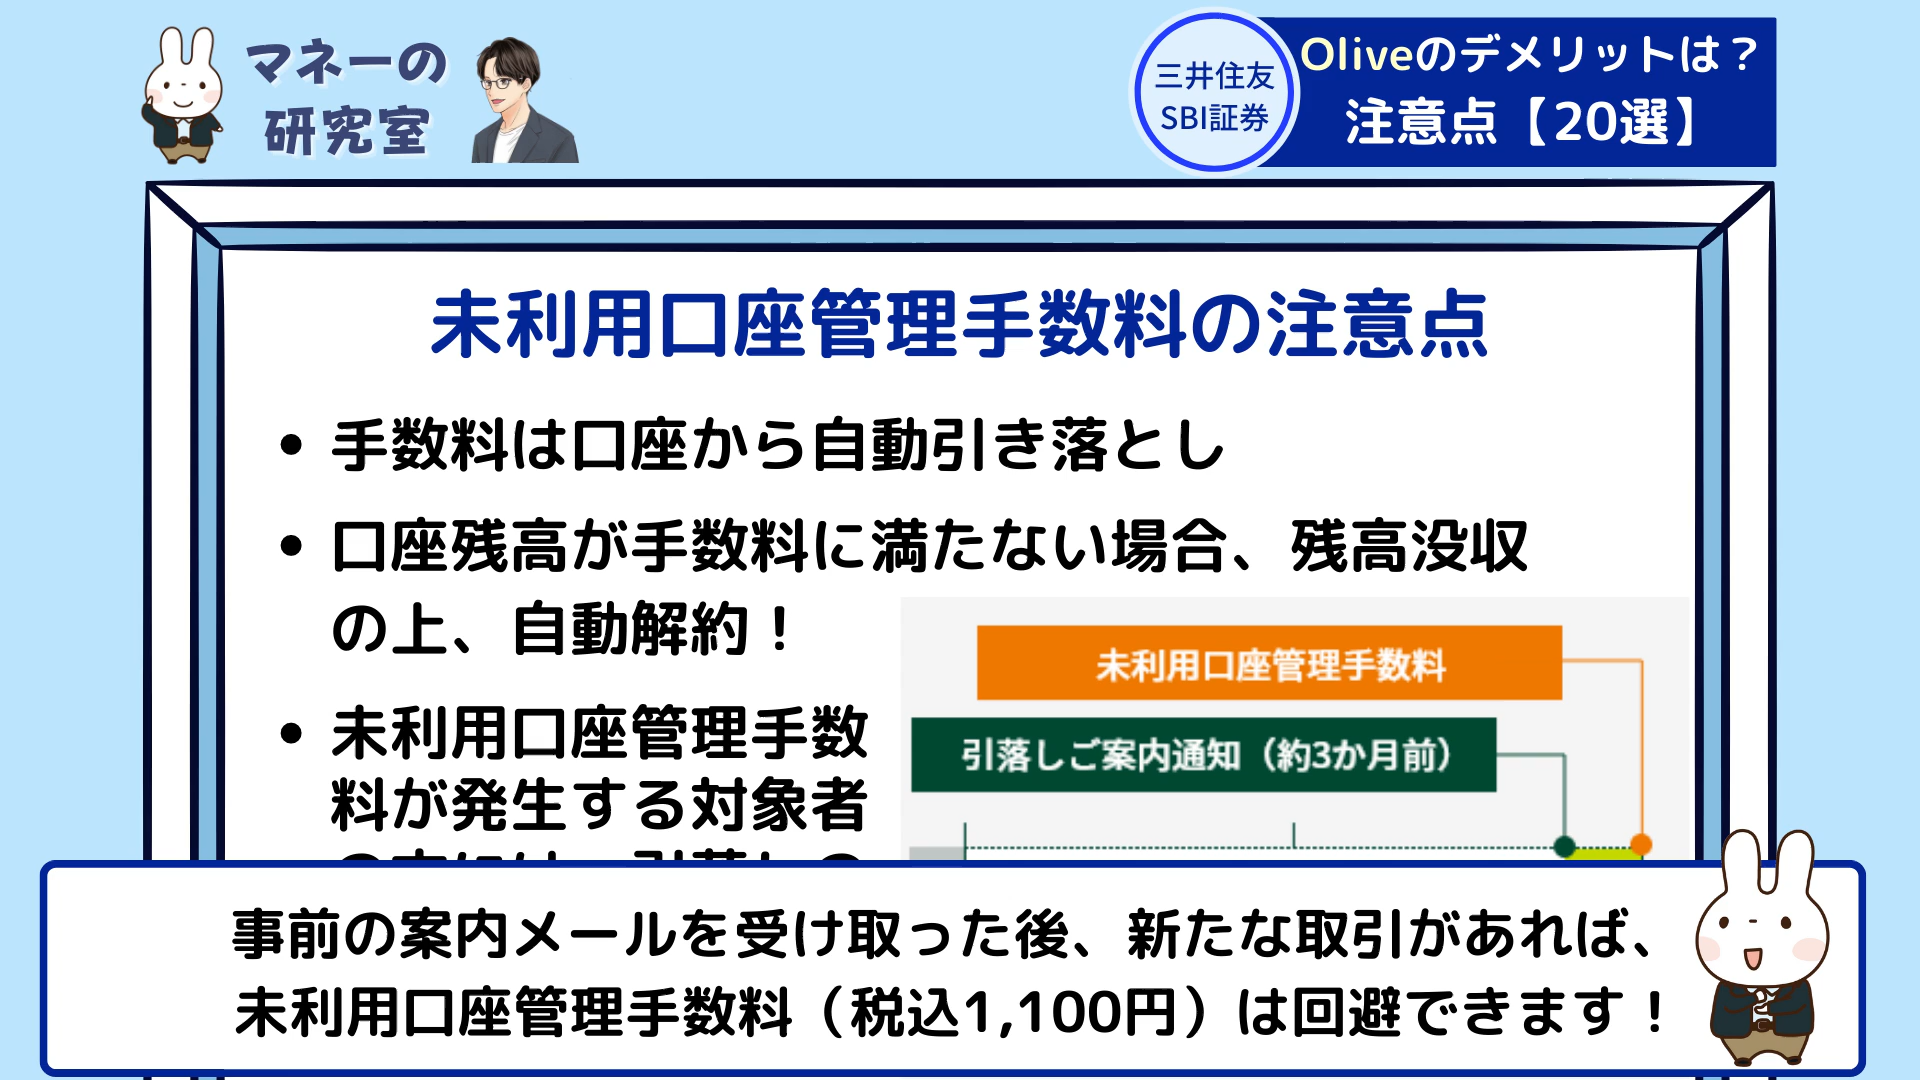 マネーの
研究室
三井住友
SBI証券
Oliveのデメリットは？
注意点【20選】
未利用口座管理手数料の注意点
• 手数料は口座から自動引き落とし
• 口座残高が手数料に満たない場合、残高没収
の上、自動解約！
• 未利用口座管理手数
料が発生する対象者
未利用口座管理手数料
引落しご案内通知（約3か月前）
事前の案内メールを受け取った後、新たな取引があれば、
未利用口座管理手数料（税込1,100円）は回避できます！